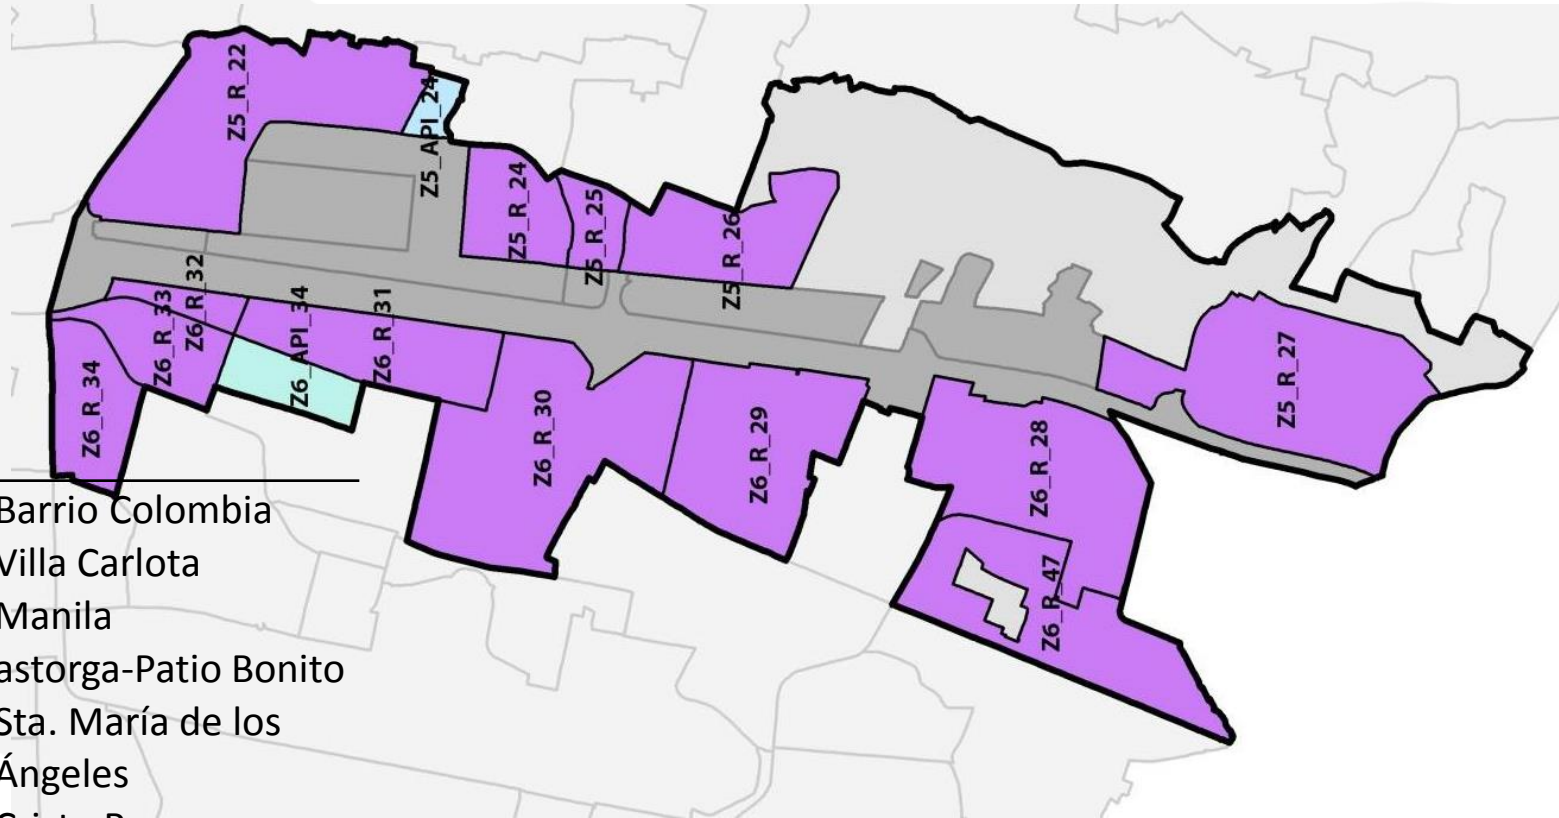 Z5_R_22
Z5_API_24
Z5_R_24
Z5_R_25
Z5_R_26
Z5_R_27
Z6_R_32
Z6_R_33
Z6_API_34
Z6_R_31
Z6_R_34
Z6_R_30
Z6_R_29
Z6_R_28
Z6_R_47
Barrio Colombia
Villa Carlota
Manila
astorga-Patio Bonito
Sta. María de los
Ángeles